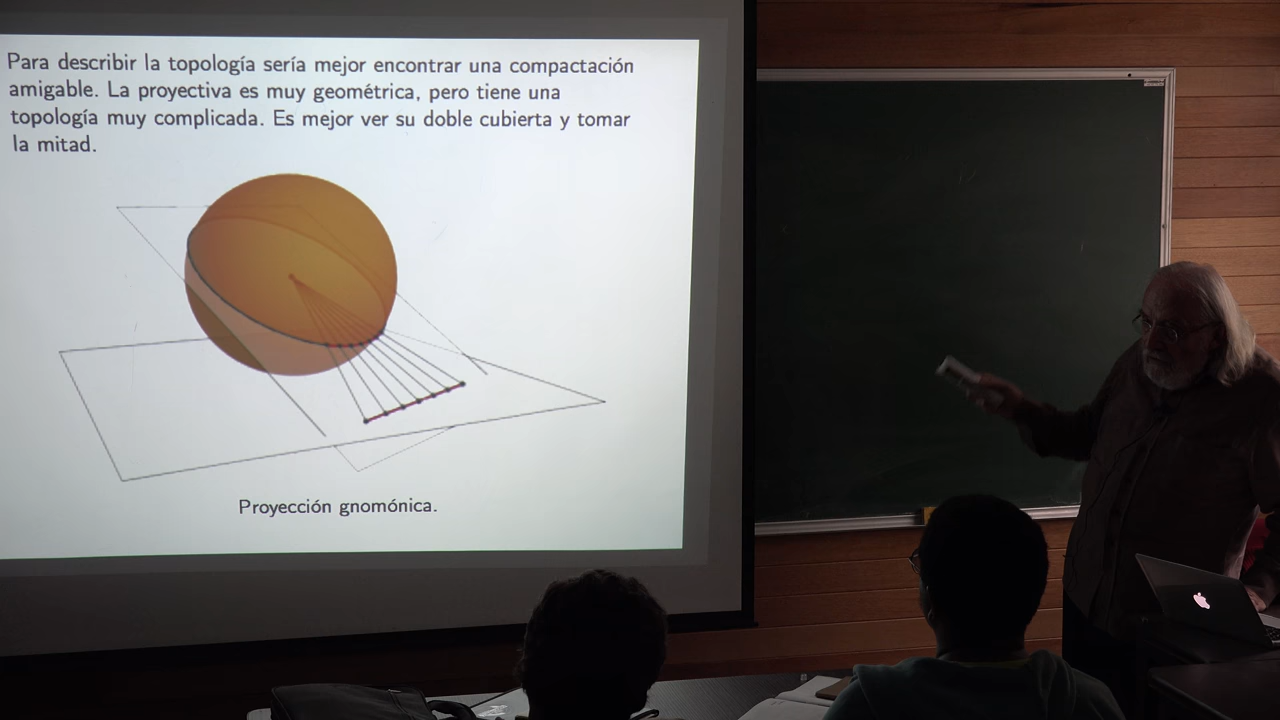 Para describir la topología sería mejor encontrar una compactación
amigable. La proyectiva es muy geométrica, pero tiene una
topología muy complicada. Es mejor ver su doble cubierta y tomar
la mitad.
Proyección gnomónica.